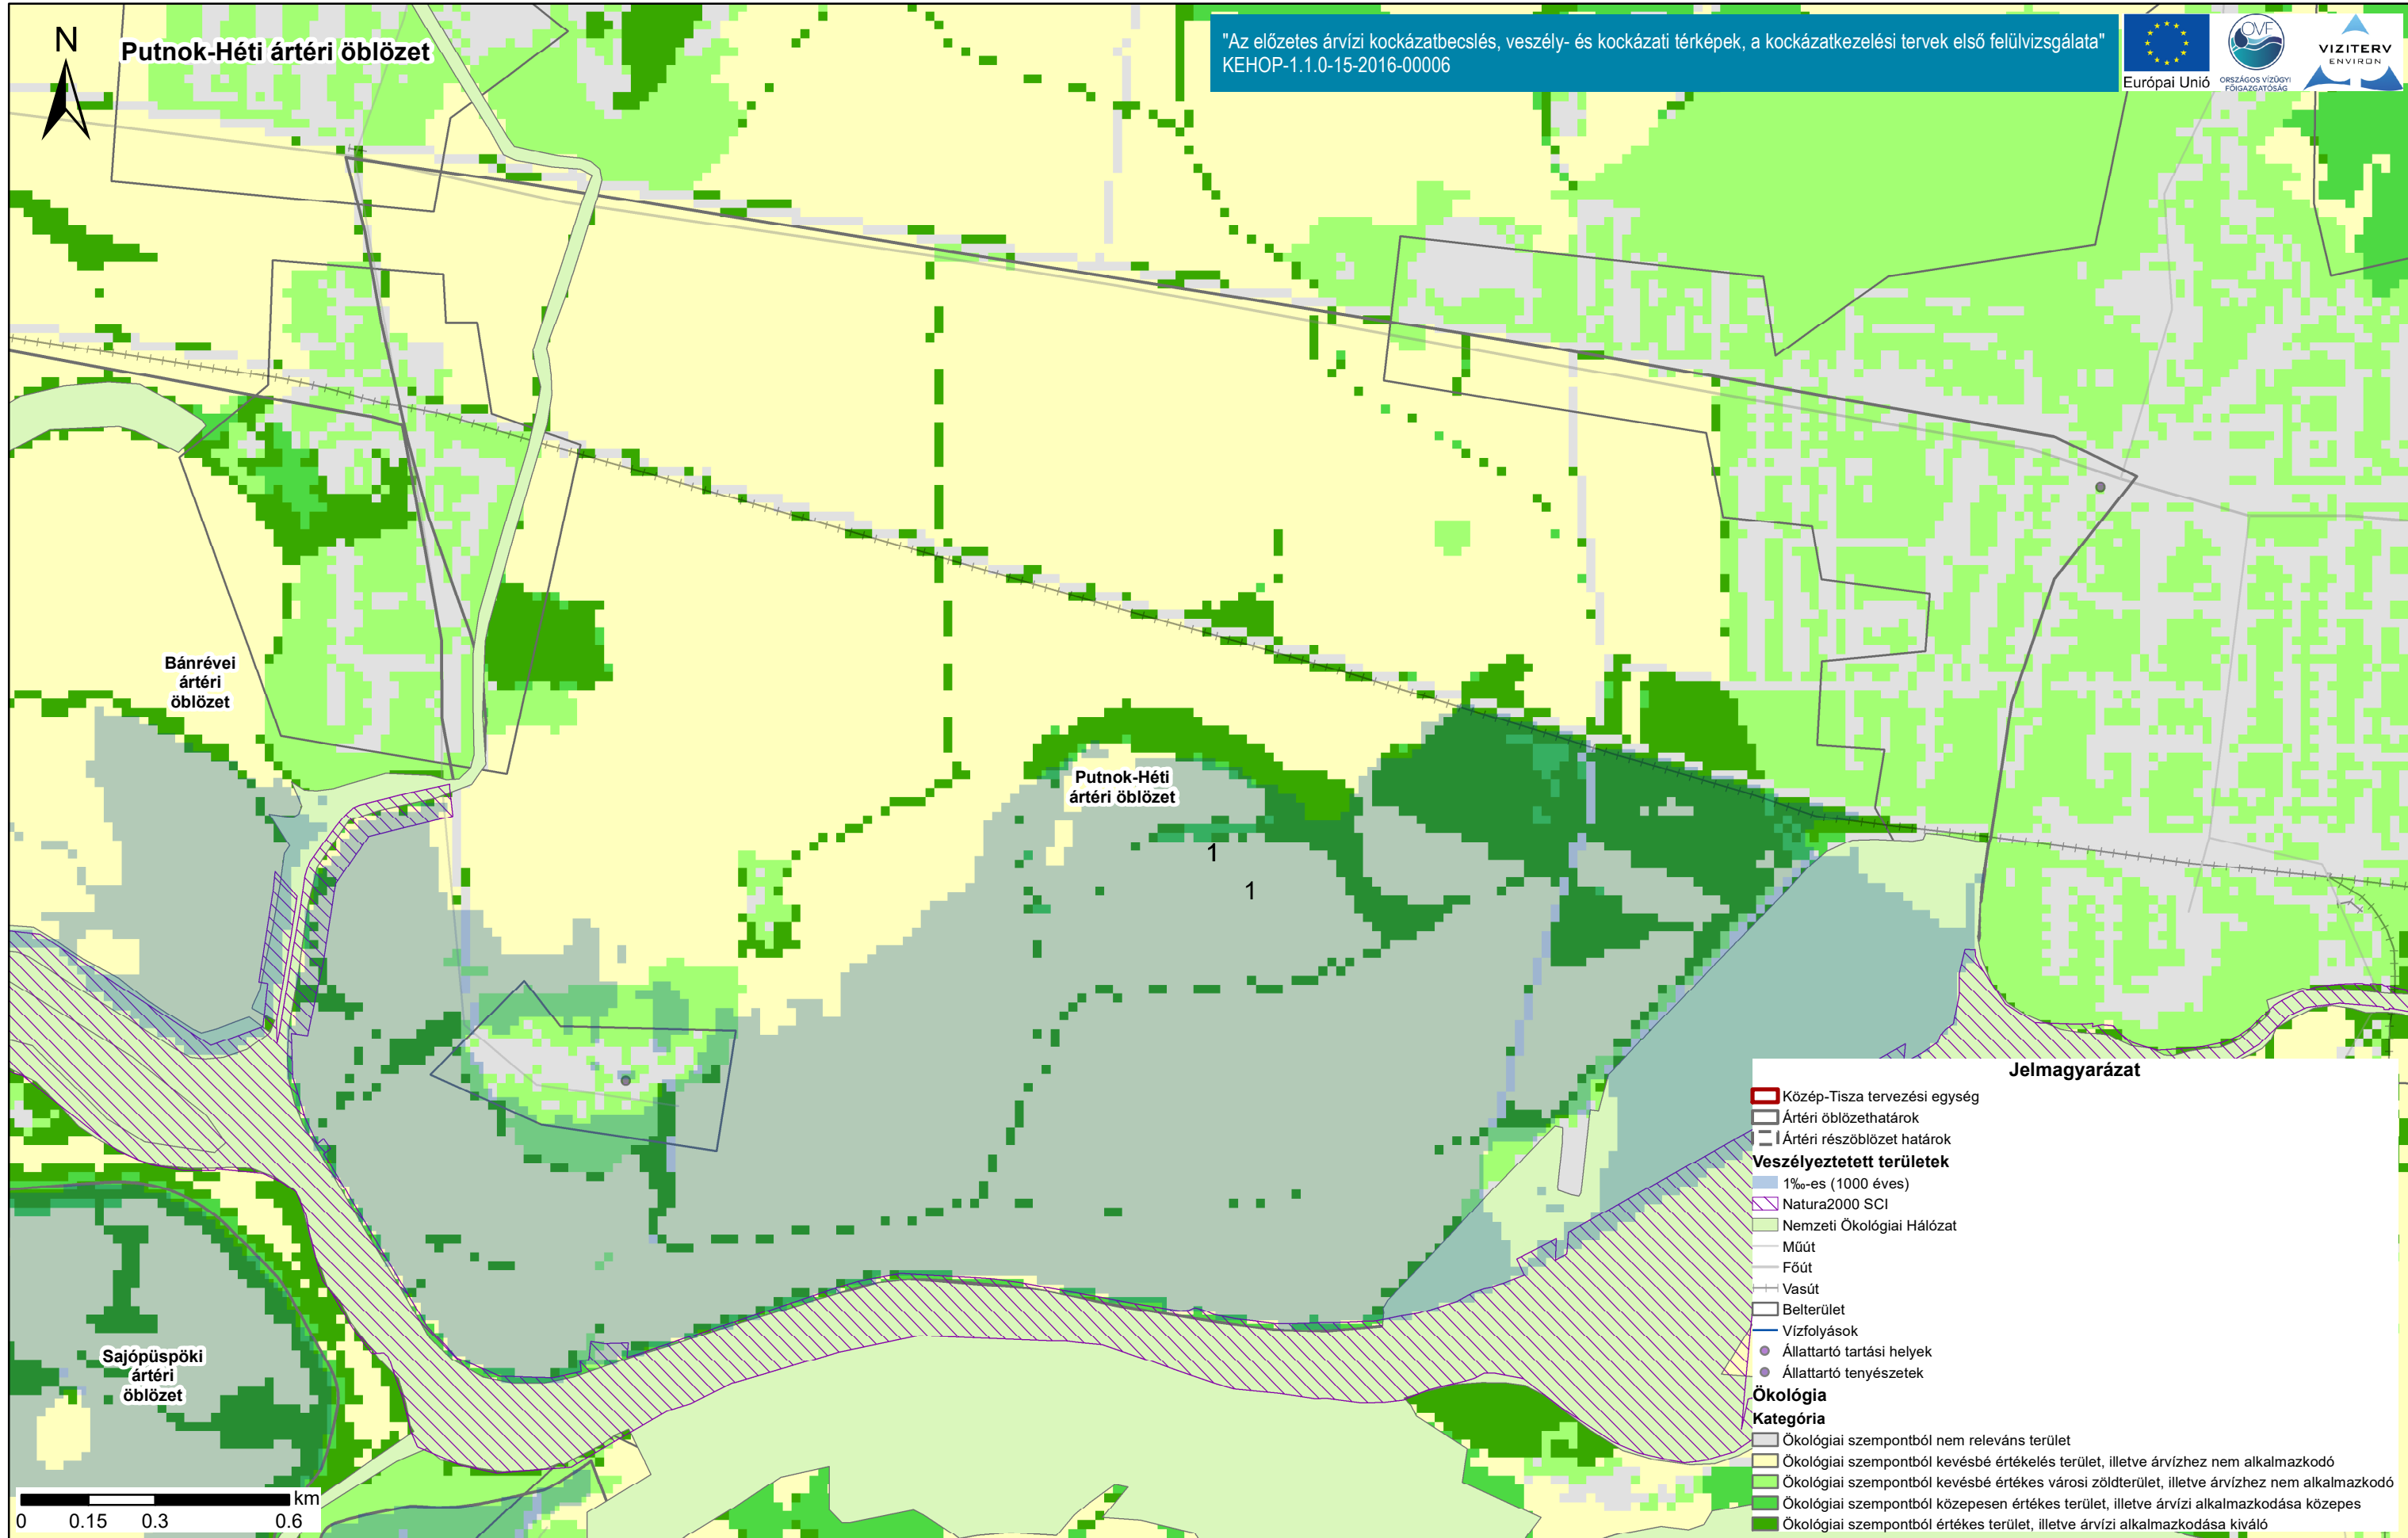 N
Putnok-Héti ártéri öblözet
"Az előzetes árvízi kockázatbecslés, veszély- és kockázati térképek, a kockázatkezelési tervek első felülvizsgálata"
KEHOP-1.1.0-15-2016-00006
Európai Unió
OVF
ORSZÁGOS VÍZÜGYI
FŐIGAZGATÓSÁG
VIZITERV
ENVIRON
Bánrévei
ártéri
öblözet
Putnok-Héti
ártéri öblözet
1
1
Sajópüspöki
ártéri
öblözet
km
0 0.15 0.3 0.6
Jelmagyarázat
Közép-Tisza tervezési egység
Ártéri öblözethatárok
Ártéri részöblözet határok
Veszélyeztetett területek
1‰-es (1000 éves)
Natura2000 SCI
Nemzeti Ökológiai Hálózat
Műút
Főút
Vasút
Belterület
Vízfolyások
Állattartó tartási helyek
Állattartó tenyészetek
Ökológia
Kategória
Ökológiai szempontból nem releváns terület
Ökológiai szempontból kevésbé értékelés terület, illetve árvízhez nem alkalmazkodó
Ökológiai szempontból kevésbé értékes városi zöldterület, illetve árvízhez nem alkalmazkodó
Ökológiai szempontból közepesen értékes terület, illetve árvízi alkalmazkodása közepes
Ökológiai szempontból értékes terület, illetve árvízi alkalmazkodása kiváló